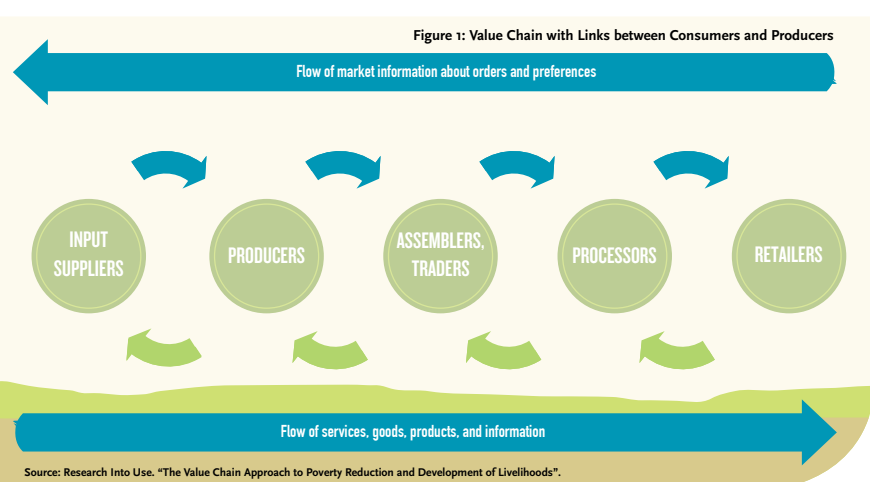 Figure 1: Value Chain with Links between Consumers and Producers
Flow of market information about orders and preferences
INPUT
SUPPLIERS
PRODUCERS
ASSEMBLERS,
TRADERS
PROCESSORS
RETAILERS
Flow of services, goods, products, and information
Source: Research Into Use. “The Value Chain Approach to Poverty Reduction and Development of Livelihoods”.